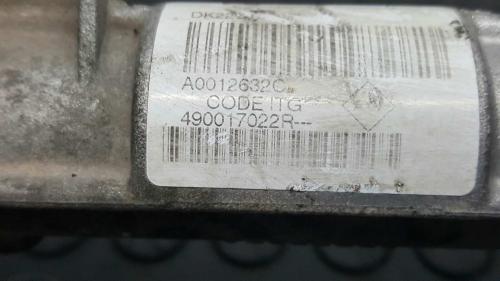 A0012632C
CODE ITG
490017022R---